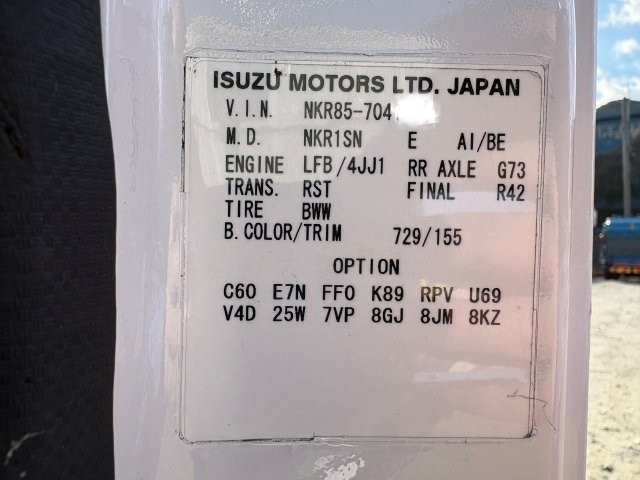 ISUZU MOTORS LTD. JAPAN
V.I.N. NKR85-704
M.D. NKR1SN E AI/BE
ENGINE LFB/4JJ1 RR AXLE G73
TRANS. RST FINAL R42
TIRE BWW
B.COLOR/TRIM 729/155
OPTION
C60 E7N FF0 K89 RPV U69
V4D 25W 7VP 8GJ 8JM 8KZ